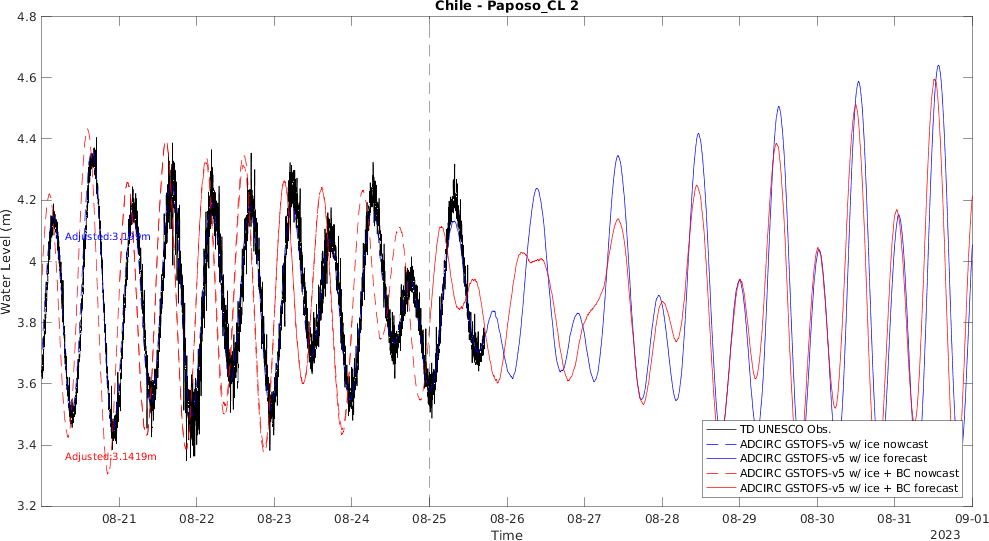 Chile - Paposo_CL 2
4.8
4.6
4.4
4.2
4
3.8
3.6
3.4
3.2
Water Level (m)
Adjusted:3.199m
Adjusted:3.1419m
TD UNESCO Obs.
ADCIRC GSTOFS-v5 w/ ice nowcast
ADCIRC GSTOFS-v5 w/ ice forecast
ADCIRC GSTOFS-v5 w/ ice + BC nowcast
ADCIRC GSTOFS-v5 w/ ice + BC forecast
08-21 08-22 08-23 08-24 08-25 08-26 08-27 08-28 08-29 08-30 08-31 09-01
Time
2023